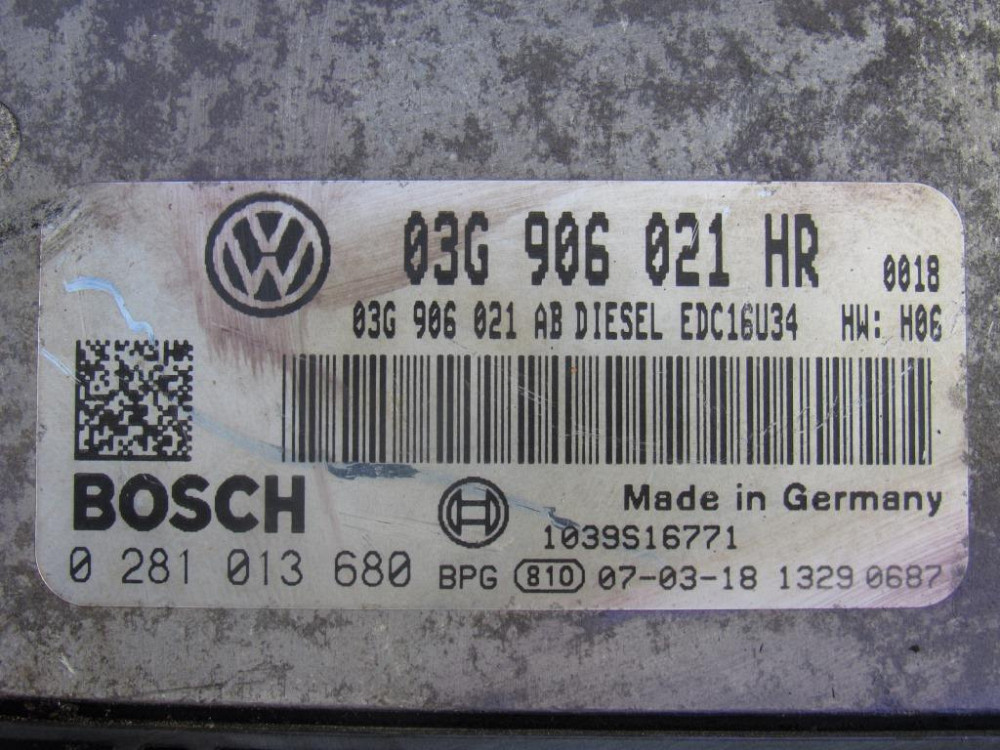 03G 906 021 HR 0018
03G 906 021 AB DIESEL EDC16U34 HW: H06
BOSCH
Made in Germany
1039S16771
0 281 013 680 BPG 810 07-03-18 1329 0687